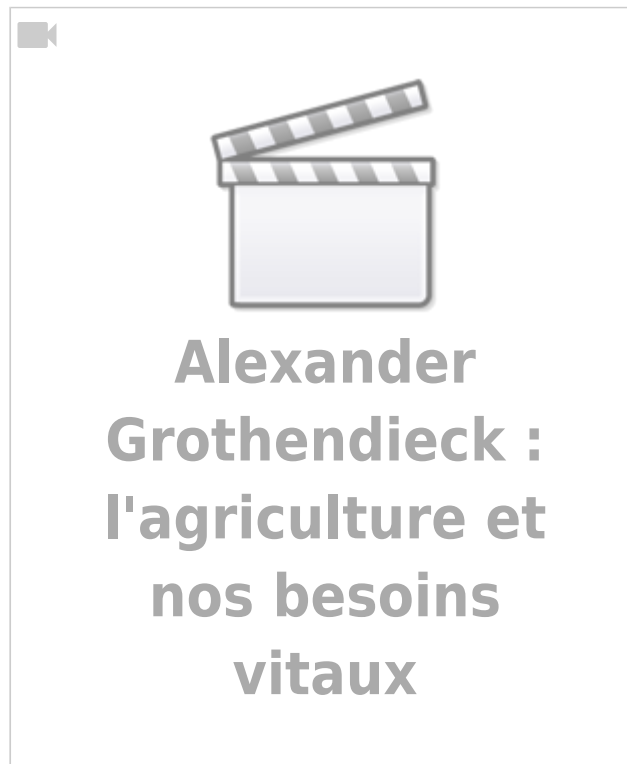 Alexander
Grothendieck :
l'agriculture et
nos besoins
vitaux